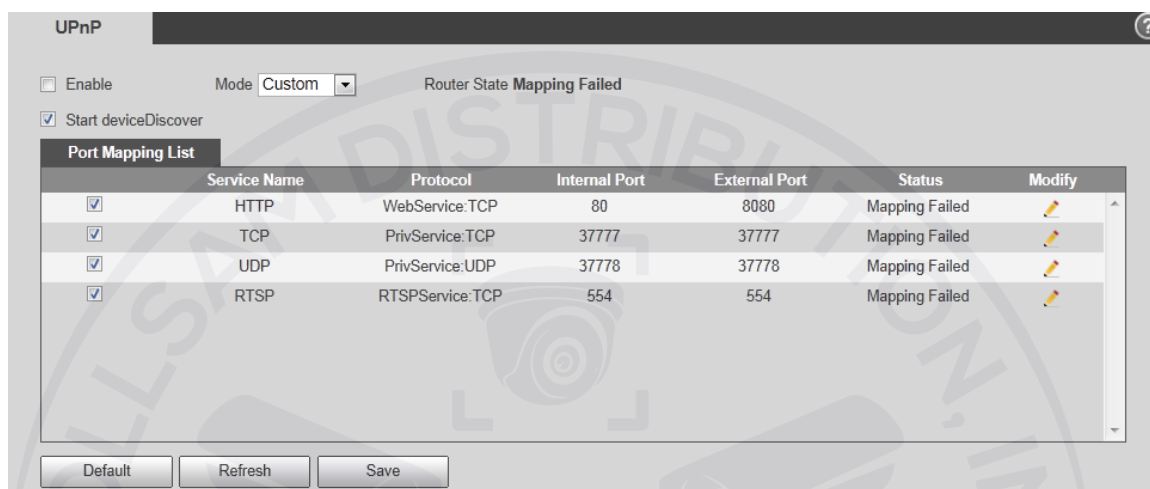 UPnP
?
Enable Mode Custom Router State Mapping Failed
Start deviceDiscover
Port Mapping List
Service Name Protocol Internal Port External Port Status Modify
HTTP WebService:TCP 80 8080 Mapping Failed
TCP PrivService:TCP 37777 37777 Mapping Failed
UDP PrivService:UDP 37778 37778 Mapping Failed
RTSP RTSPService:TCP 554 554 Mapping Failed
Default Refresh Save
DISTRIBUTION,